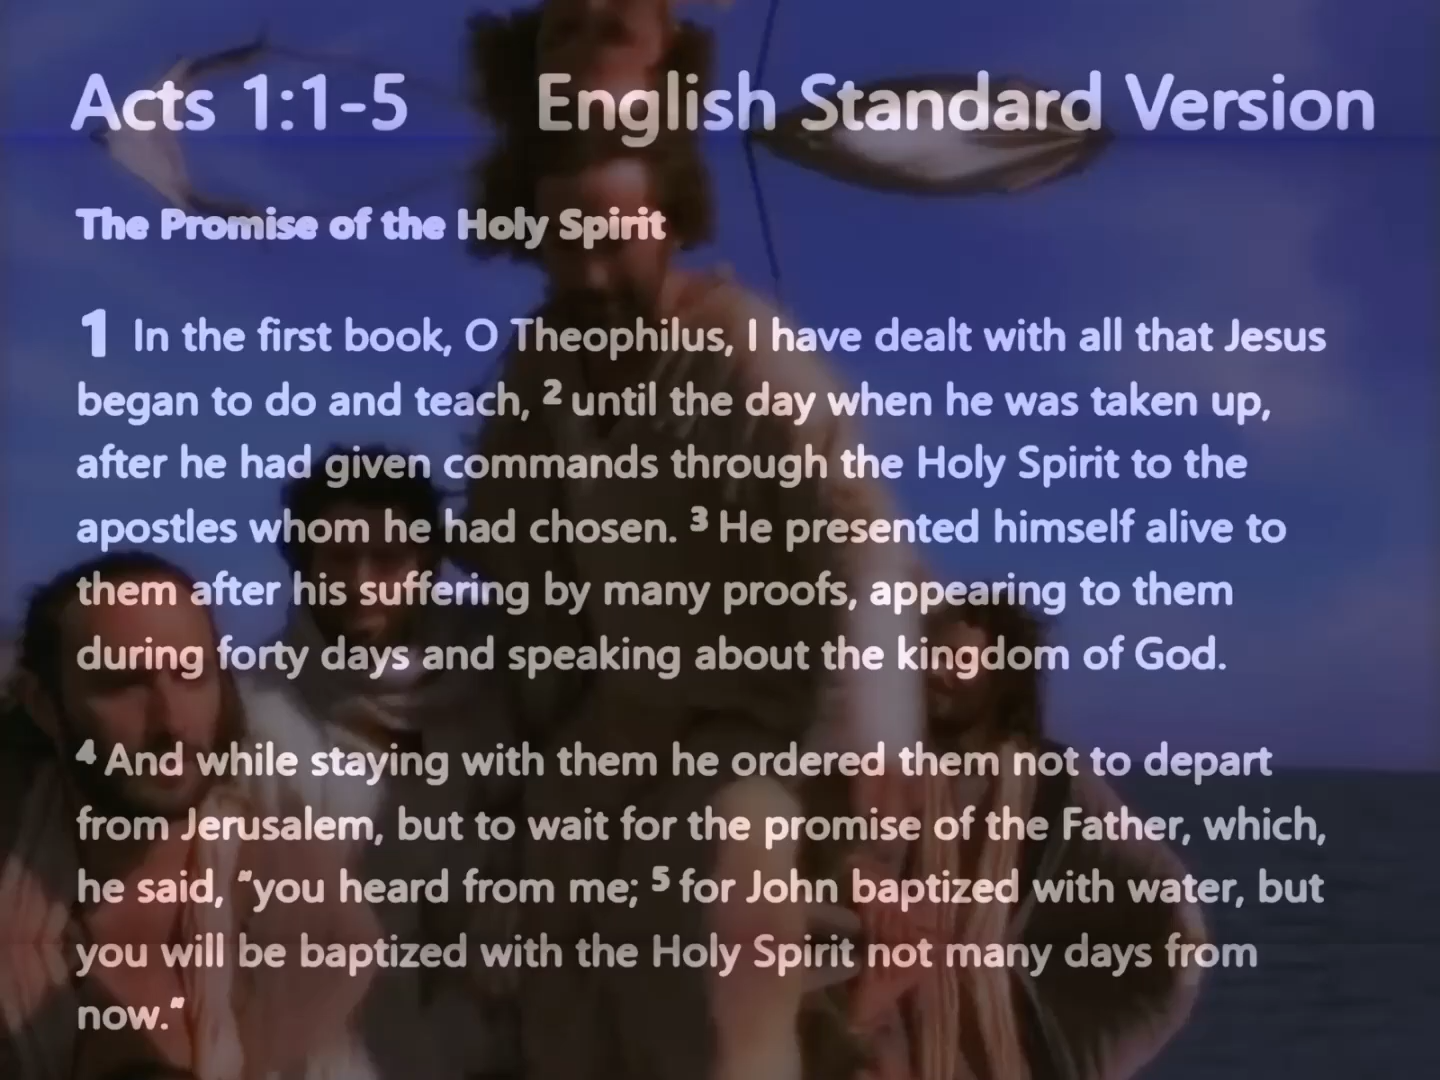 Acts 1:1-5 English Standard Version
The Promise of the Holy Spirit
1 In the first book, O Theophilus, I have dealt with all that Jesus
began to do and teach, 2 until the day when he was taken up,
after he had given commands through the Holy Spirit to the
apostles whom he had chosen. 3 He presented himself alive to
them after his suffering by many proofs, appearing to them
during forty days and speaking about the kingdom of God.
4 And while staying with them he ordered them not to depart
from Jerusalem, but to wait for the promise of the Father, which,
he said, "you heard from me; 5 for John baptized with water, but
you will be baptized with the Holy Spirit not many days from
now."